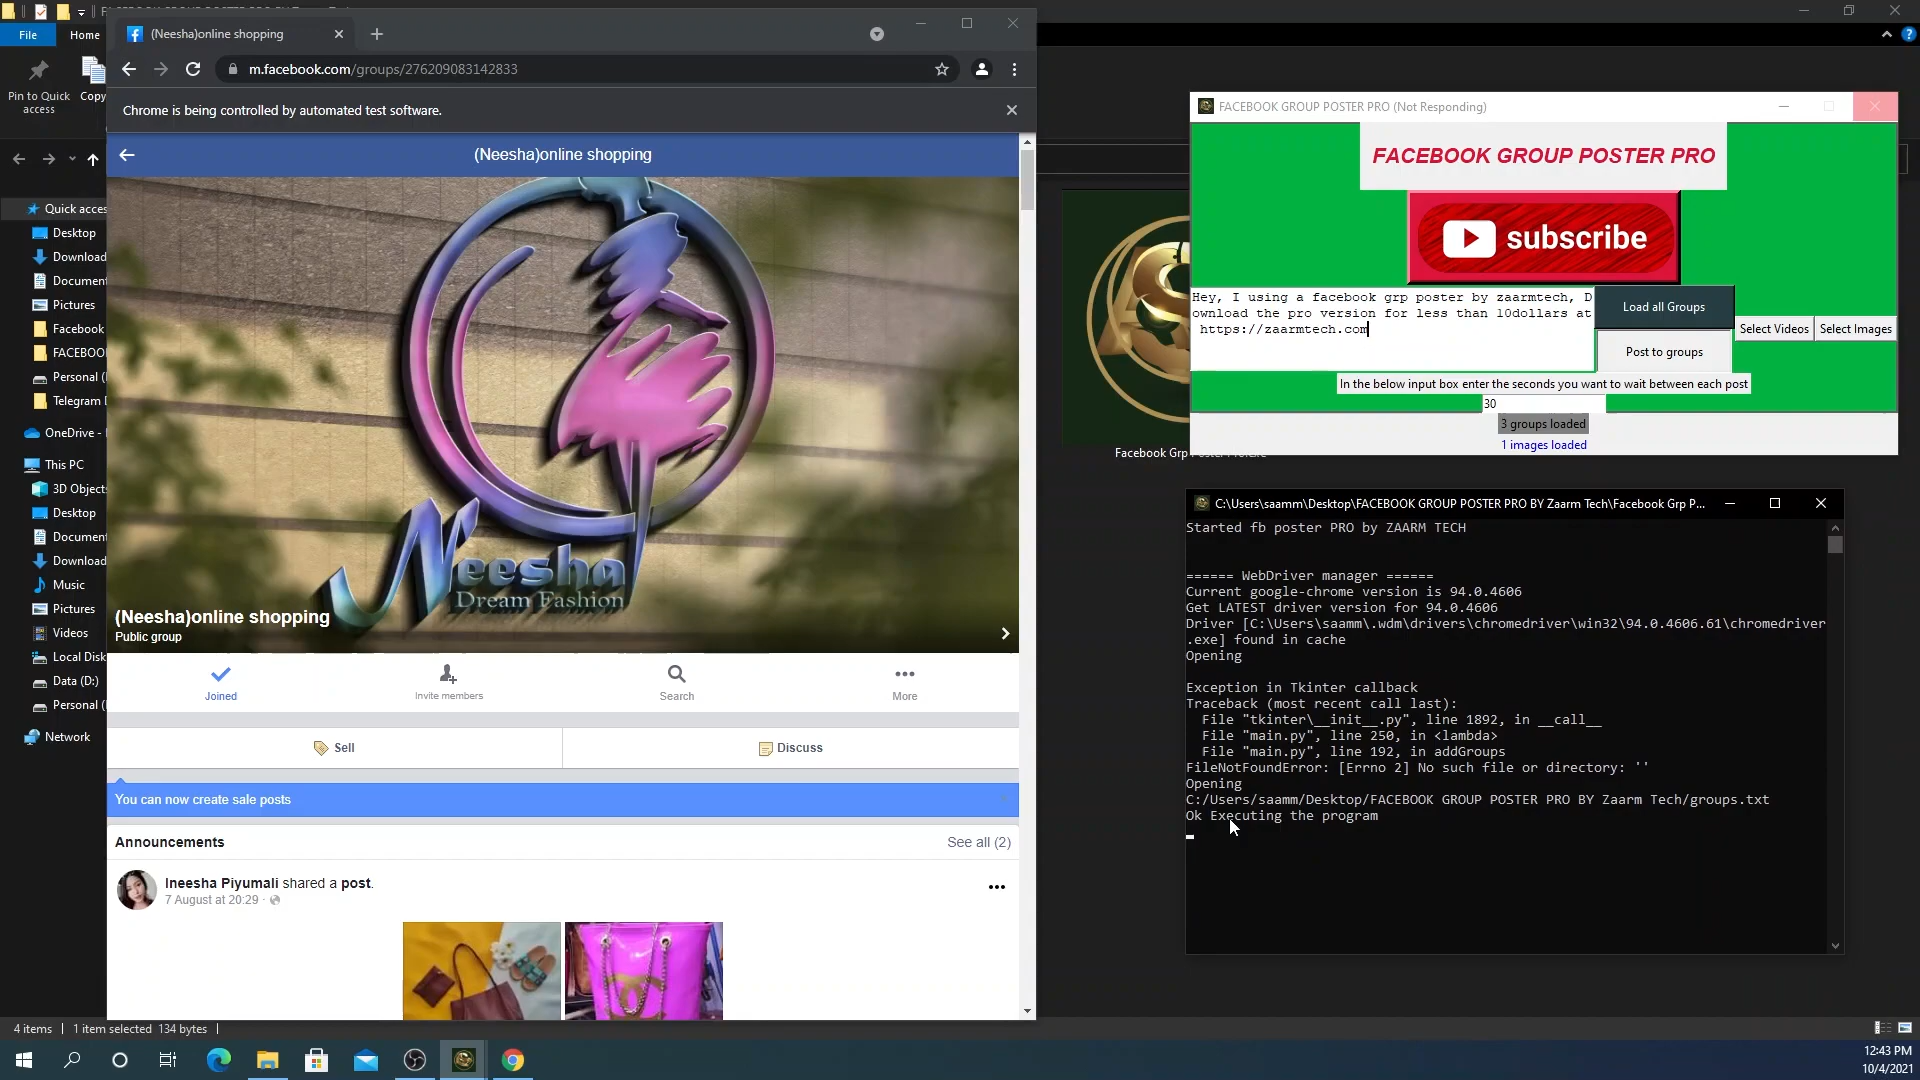 File
Home
Pin to Quick
access
Copy
Quick acces
Desktop
Download
Documen
Pictures
Facebook
FACEBOO
Personal (
Telegram D
OneDrive -
This PC
3D Objects
Desktop
Documen
Download
Music
Pictures
Videos
Local Disk
Data (D:)
Personal (
Network
4 items
1 item selected 134 bytes
(Neesha)online shopping
m.facebook.com/groups/276209083142833
Chrome is being controlled by automated test software.
(Neesha)online shopping
Neesha
Dream Fashion
(Neesha)online shopping
Public group
Joined
Invite members
Search
More
Sell
Discuss
You can now create sale posts
Announcements
See all (2)
Ineesha Piyumali shared a post.
7 August at 20:29 ·
Facebook Grp
FACEBOOK GROUP POSTER PRO (Not Responding)
FACEBOOK GROUP POSTER PRO
subscribe
Hey, I using a facebook grp poster by zaarmtech, D
ownload the pro version for less than 10dollars at
https://zaarmtech.com
Load all Groups
Post to groups
Select Videos
Select Images
In the below input box enter the seconds you want to wait between each post
30
3 groups loaded
1 images loaded
C:\Users\saamm\Desktop\FACEBOOK GROUP POSTER PRO BY Zaarm Tech\Facebook Grp P...
Started fb poster PRO by ZAARM TECH
====== WebDriver manager ======
Current google-chrome version is 94.0.4606
Get LATEST driver version for 94.0.4606
Driver [C:\Users\saamm\.wdm\drivers\chromedriver\win32\94.0.4606.61\chromedriver
.exe] found in cache
Opening
Exception in Tkinter callback
Traceback (most recent call last):
File "tkinter\__init__.py", line 1892, in __call__
File "main.py", line 250, in <lambda>
File "main.py", line 192, in addGroups
FileNotFoundError: [Errno 2] No such file or directory: ''
Opening
C:/Users/saamm/Desktop/FACEBOOK GROUP POSTER PRO BY Zaarm Tech/groups.txt
Ok Executing the program
12:43 PM
10/4/2021